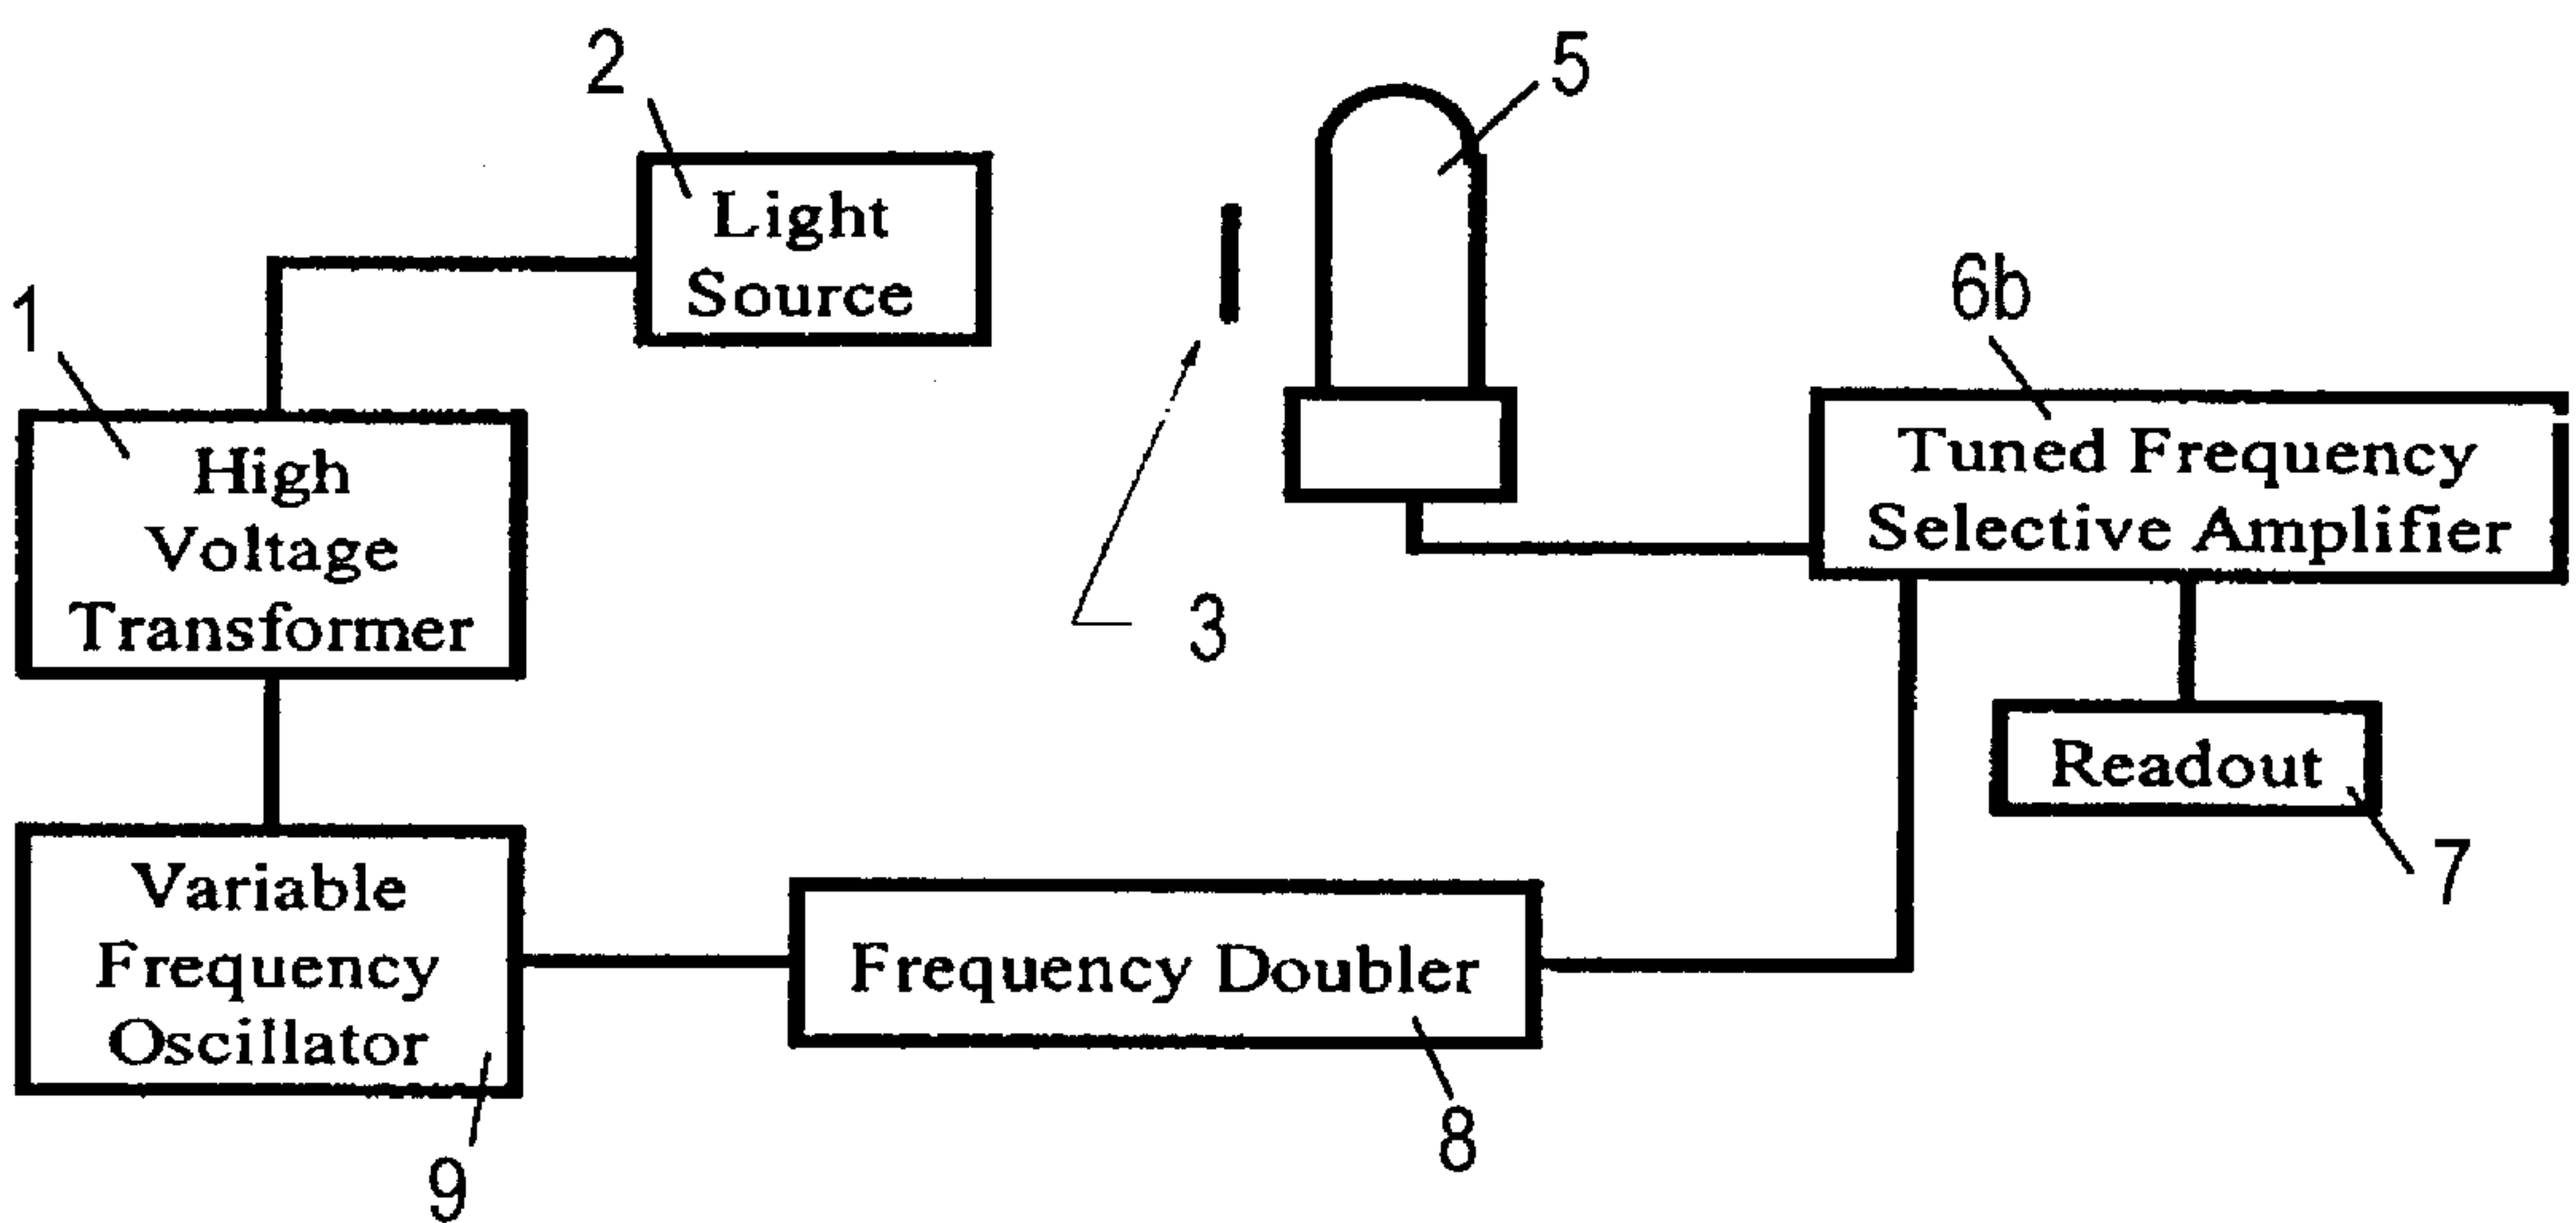 2
5
Light
Source
6b
1
Tuned Frequency
Selective Amplifier
High
Voltage
Transformer
3
Readout
7
Variable
Frequency
Oscillator
Frequency Doubler
8
9